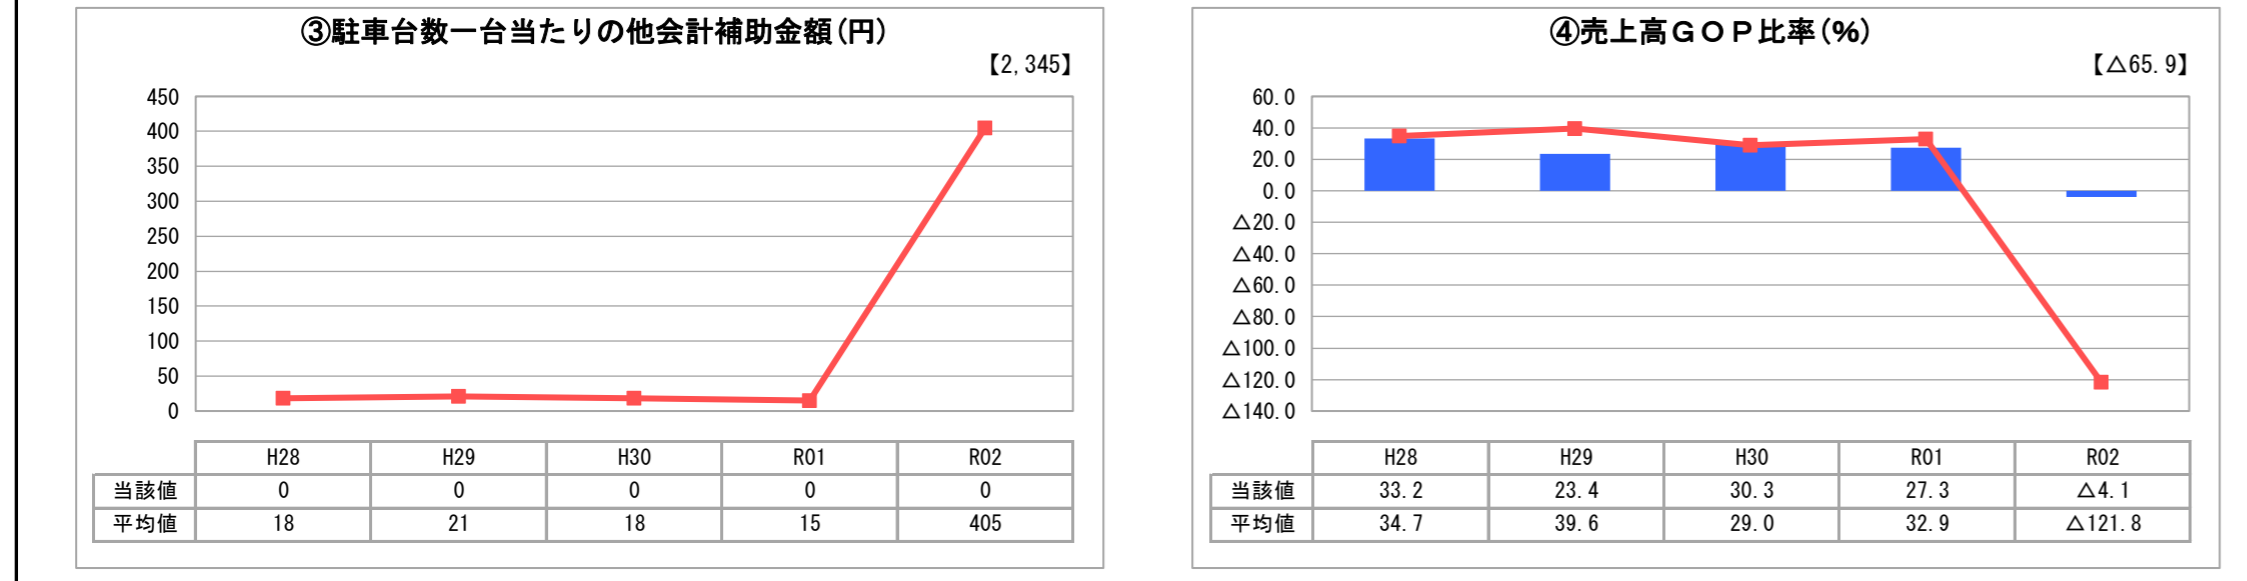 ③駐車台数一台当たりの他会計補助金額(円)
【2,345】
450
400
350
300
250
200
150
100
50
0
H28 H29 H30 R01 R02
当該値 0 0 0 0 0
平均値 18 21 18 15 405
④売上高GOP比率(%)
【△65.9】
60.0
40.0
20.0
0.0
△20.0
△40.0
△60.0
△80.0
△100.0
△120.0
△140.0
H28 H29 H30 R01 R02
当該値 33.2 23.4 30.3 27.3 △4.1
平均値 34.7 39.6 29.0 32.9 △121.8